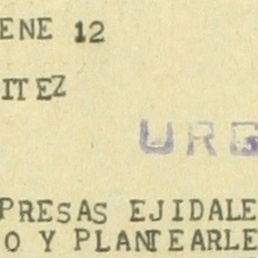 ENE 12
ITEZ
URG
PRESAS EJIDALE
O Y PLANTEARLE